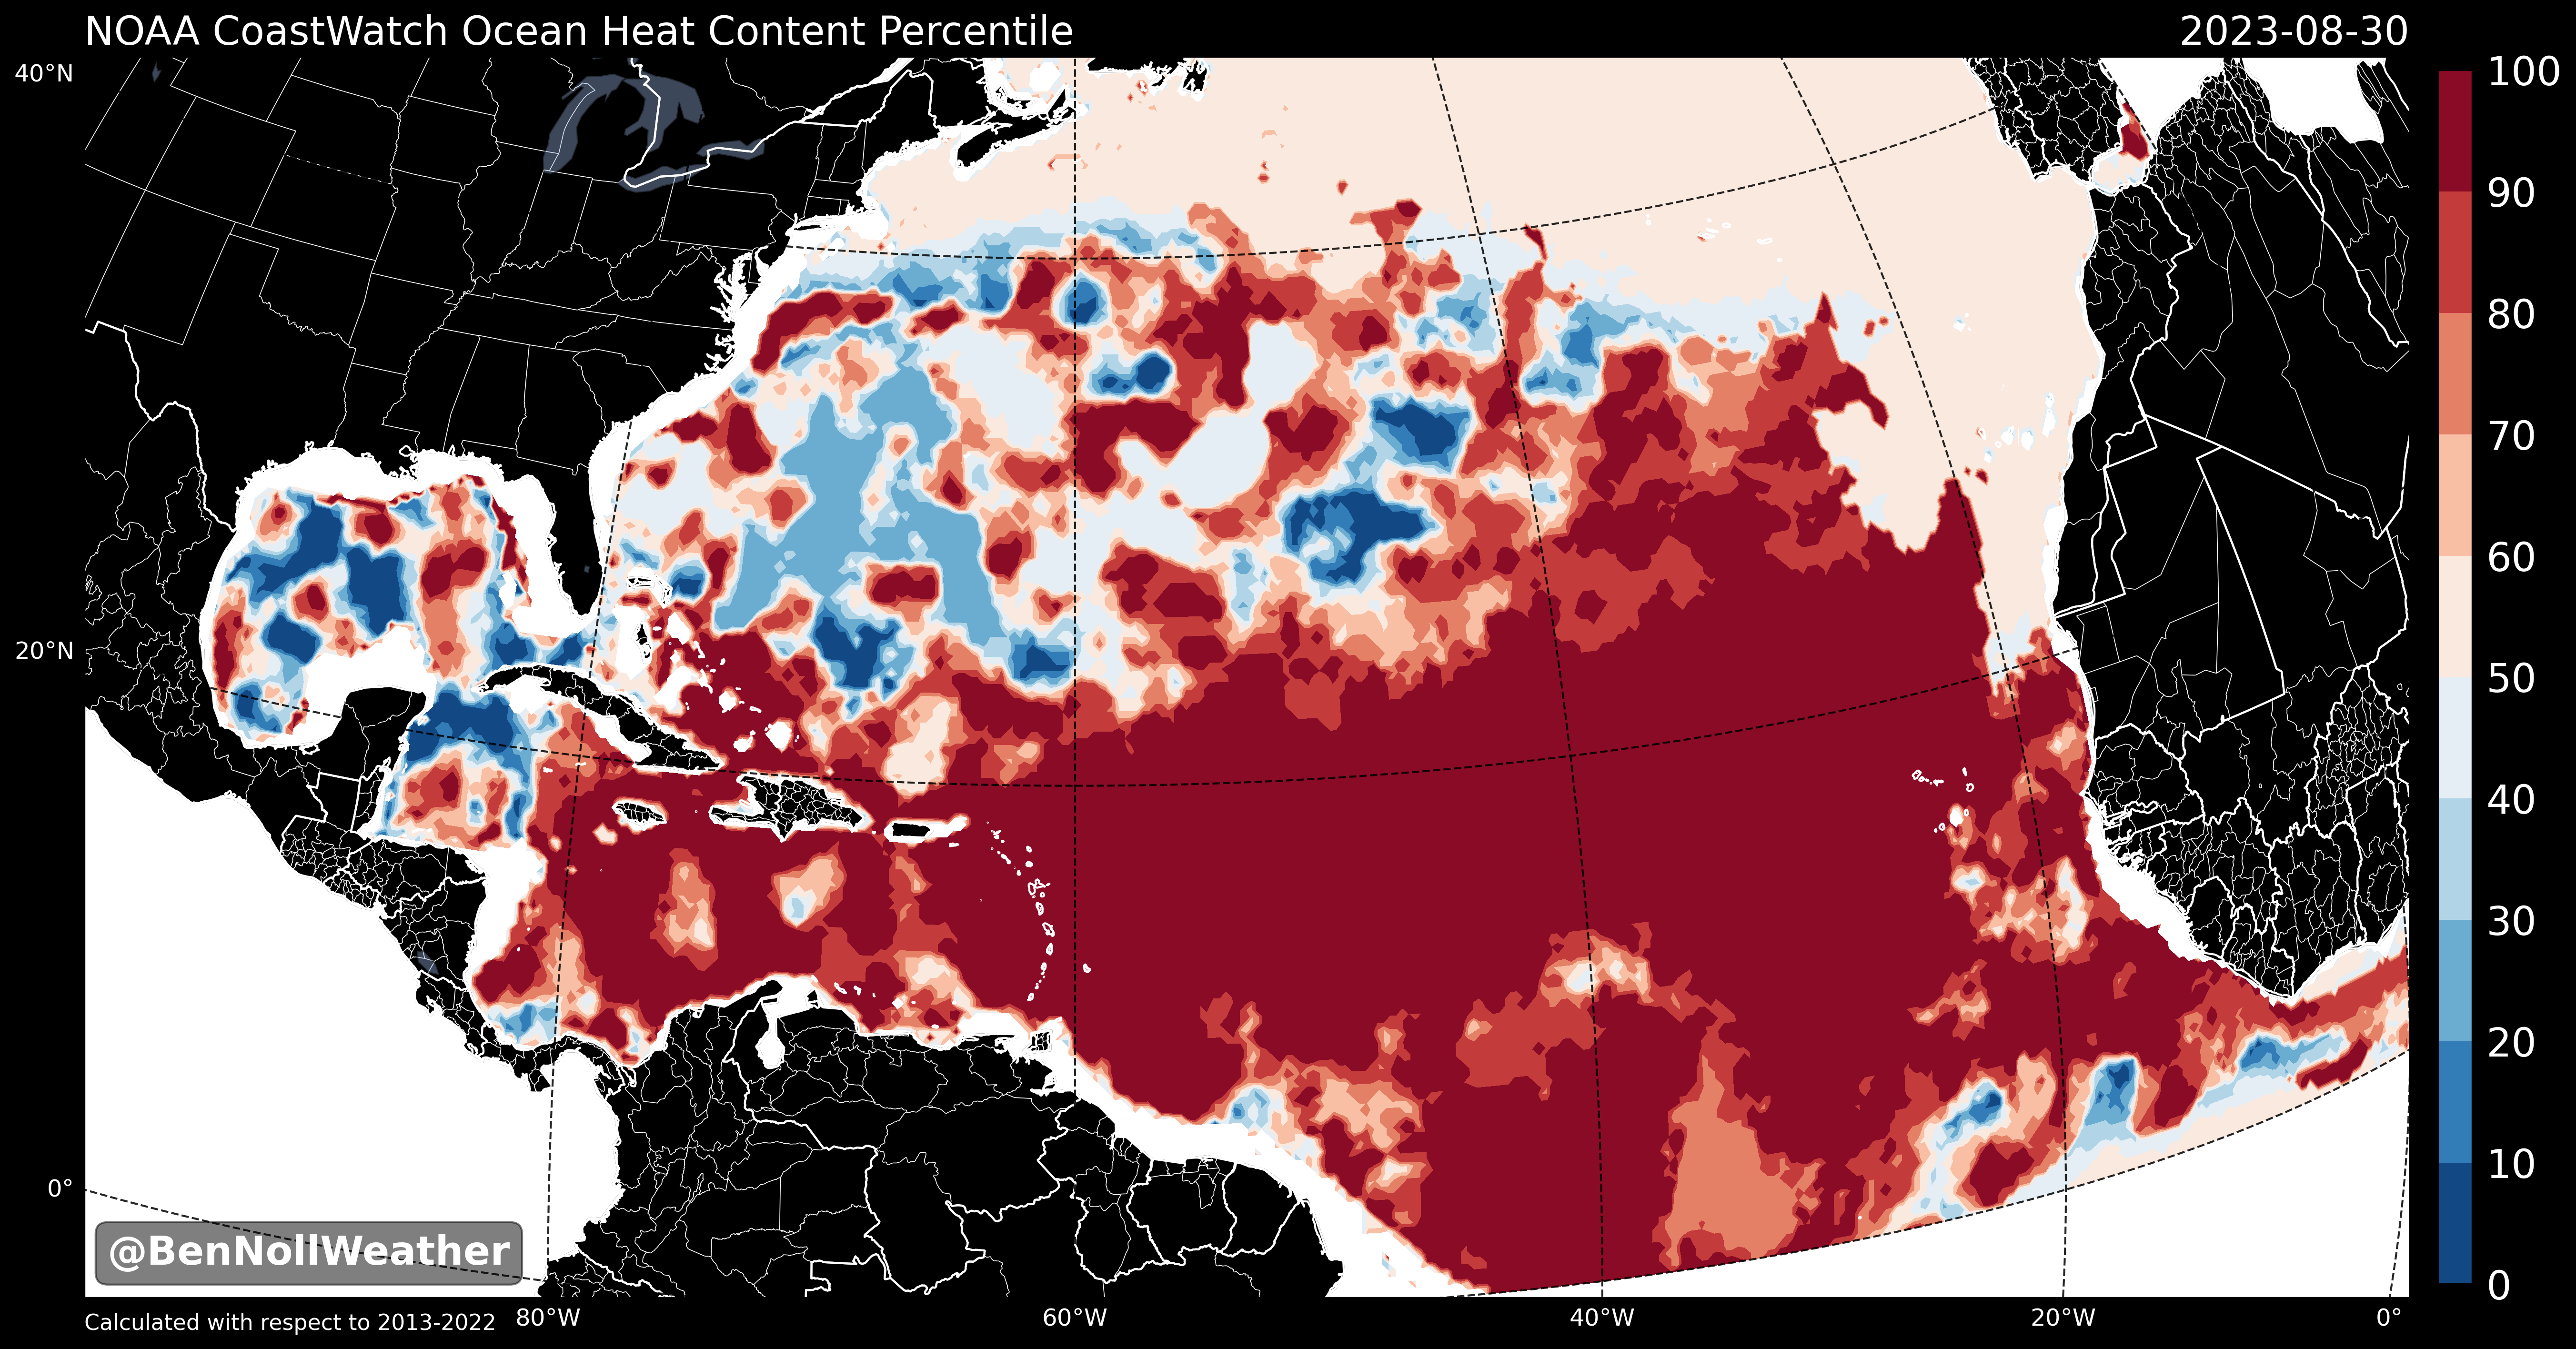 NOAA CoastWatch Ocean Heat Content Percentile 2023-08-30
40°N
20°N
0°
100
90
80
70
60
50
40
30
20
10
0
@BenNollWeather
Calculated with respect to 2013-2022
80°W 60°W 40°W 20°W 0°